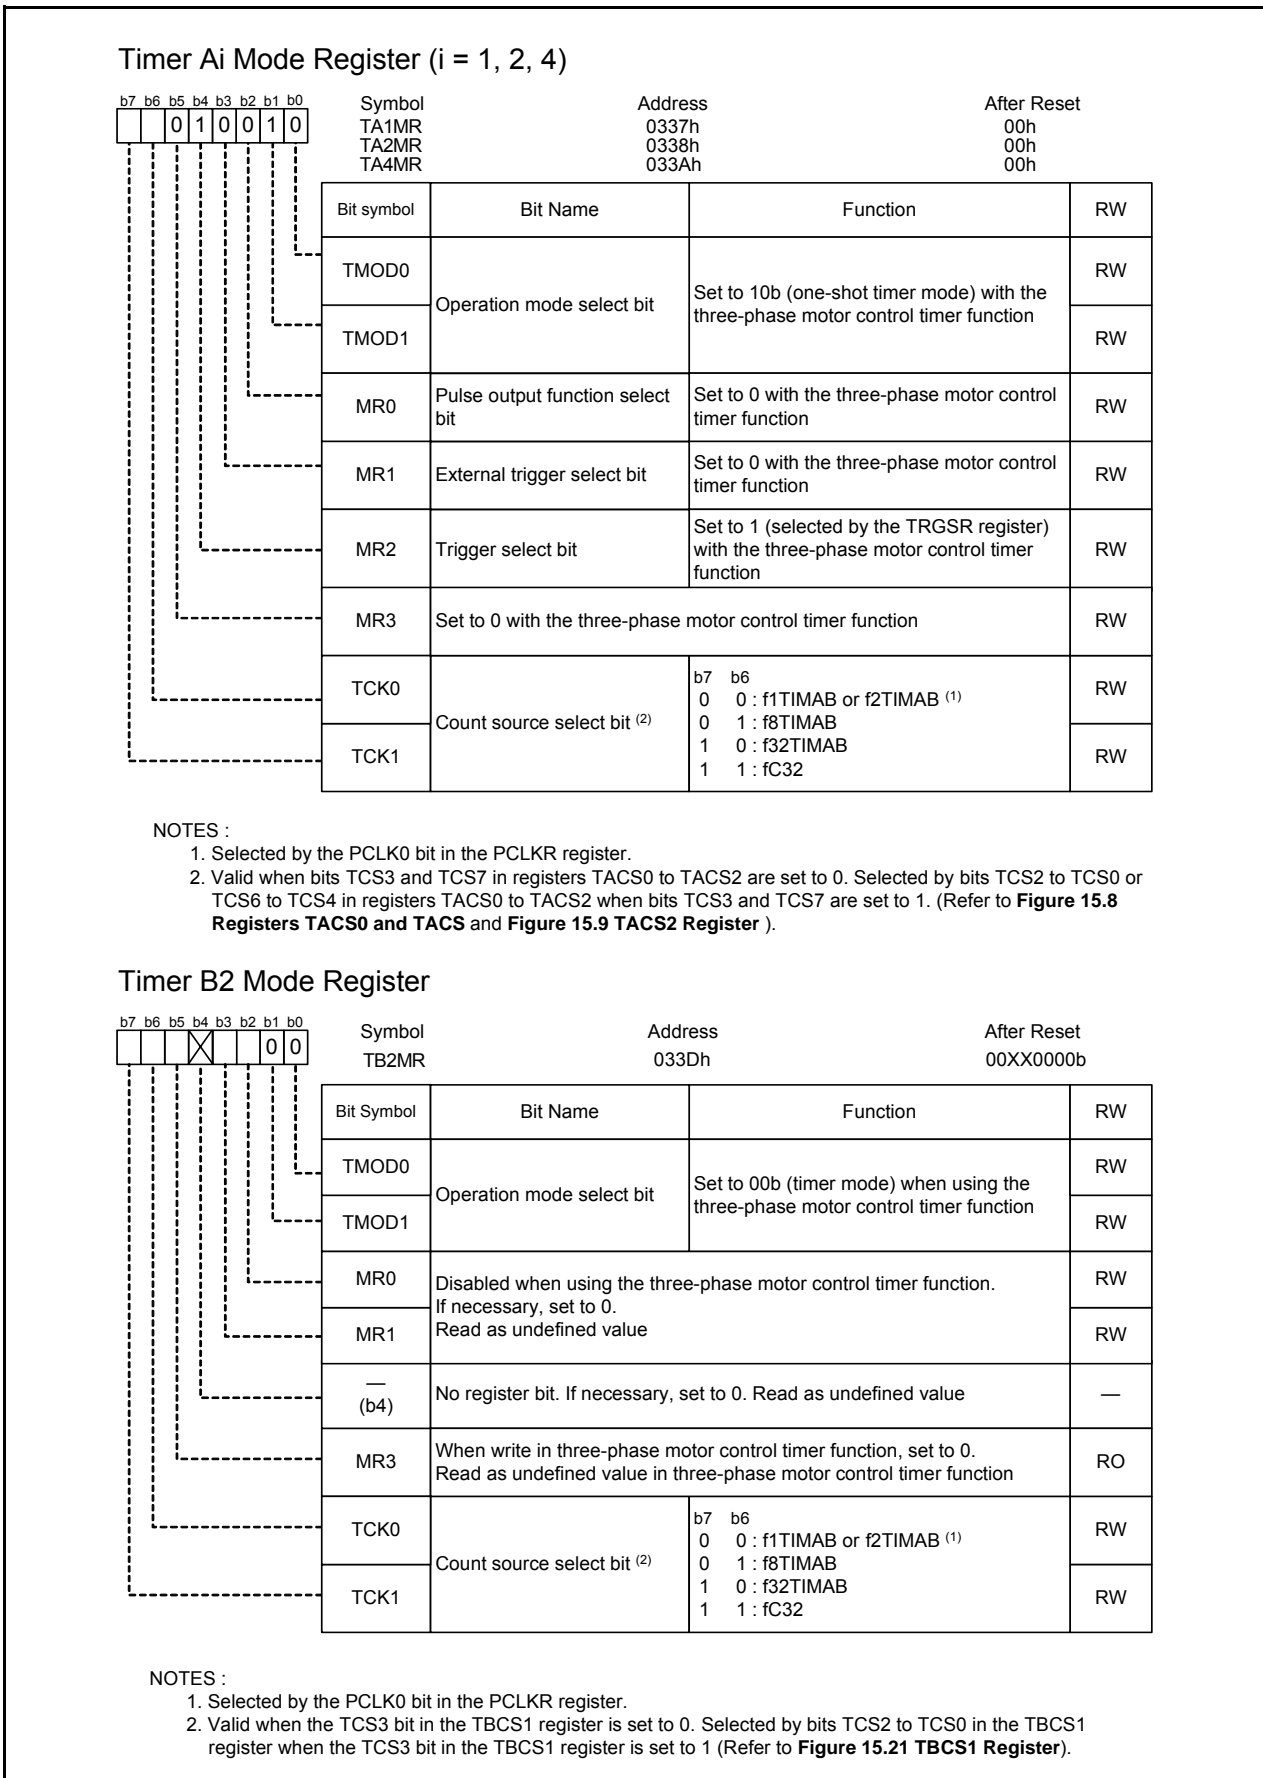 Timer Ai Mode Register (i = 1, 2, 4)
b7 b6 b5 b4 b3 b2 b1 b0
0 1 0 0 1 0
Symbol Address After Reset
TA1MR 0337h 00h
TA2MR 0338h 00h
TA4MR 033Ah 00h
Bit symbol Bit Name Function RW
TMOD0 RW
Operation mode select bit
Set to 10b (one-shot timer mode) with the
three-phase motor control timer function
TMOD1 RW
MR0 Pulse output function select Set to 0 with the three-phase motor control RW
bit timer function
MR1 External trigger select bit Set to 0 with the three-phase motor control RW
timer function
Set to 1 (selected by the TRGSR register)
MR2 Trigger select bit with the three-phase motor control timer RW
function
MR3 Set to 0 with the three-phase motor control timer function RW
b7 b6
TCK0 0 0 : f1TIMAB or f2TIMAB (1) RW
Count source select bit (2) 0 1 : f8TIMAB
1 0 : f32TIMAB
TCK1 1 1 : fC32 RW
NOTES :
1. Selected by the PCLK0 bit in the PCLKR register.
2. Valid when bits TCS3 and TCS7 in registers TACS0 to TACS2 are set to 0. Selected by bits TCS2 to TCS0 or
TCS6 to TCS4 in registers TACS0 to TACS2 when bits TCS3 and TCS7 are set to 1. (Refer to Figure 15.8
Registers TACS0 and TACS and Figure 15.9 TACS2 Register ).
Timer B2 Mode Register
b7 b6 b5 b4 b3 b2 b1 b0
0 0
Symbol Address After Reset
TB2MR 033Dh 00XX0000b
Bit Symbol Bit Name Function RW
TMOD0 RW
Operation mode select bit
Set to 00b (timer mode) when using the
three-phase motor control timer function
TMOD1 RW
MR0 Disabled when using the three-phase motor control timer function. RW
If necessary, set to 0.
MR1 Read as undefined value RW
—
(b4) No register bit. If necessary, set to 0. Read as undefined value —
When write in three-phase motor control timer function, set to 0.
MR3 Read as undefined value in three-phase motor control timer function RO
b7 b6
TCK0 0 0 : f1TIMAB or f2TIMAB (1) RW
Count source select bit (2) 0 1 : f8TIMAB
1 0 : f32TIMAB
TCK1 1 1 : fC32 RW
NOTES :
1. Selected by the PCLK0 bit in the PCLKR register.
2. Valid when the TCS3 bit in the TBCS1 register is set to 0. Selected by bits TCS2 to TCS0 in the TBCS1
register when the TCS3 bit in the TBCS1 register is set to 1 (Refer to Figure 15.21 TBCS1 Register).